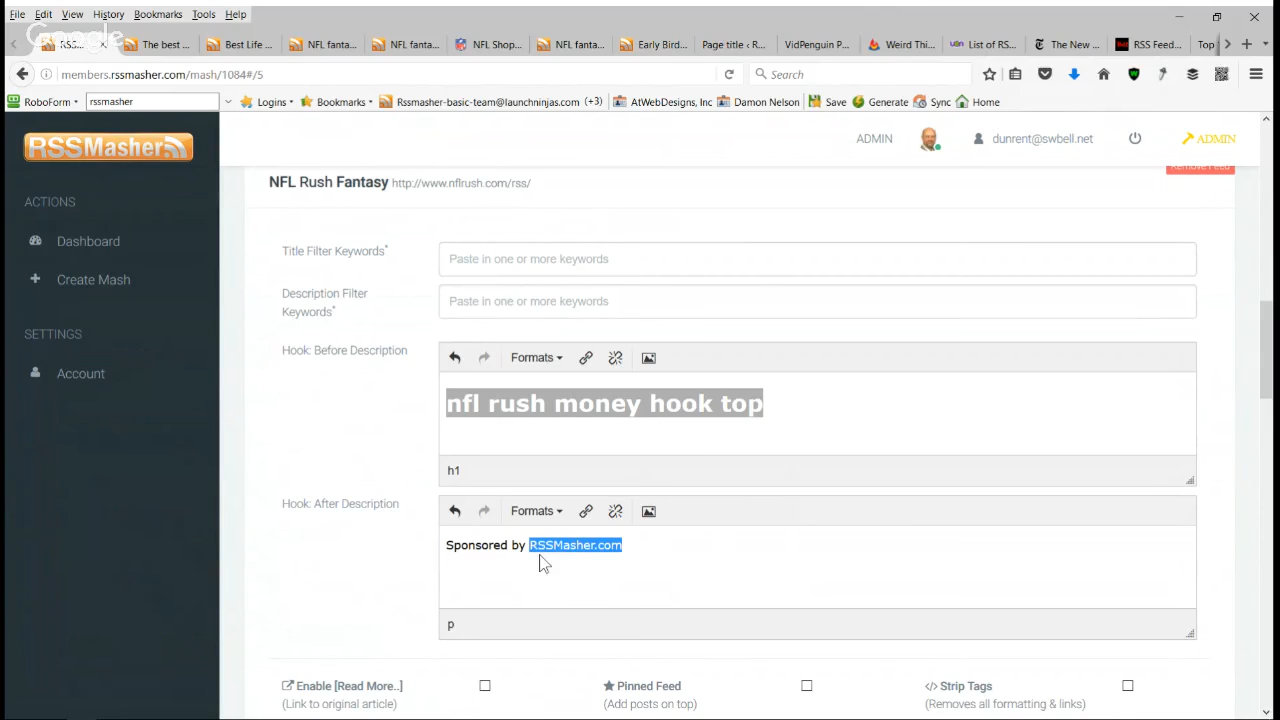 File Edit View History Bookmarks Tools Help
Google
RSS... The best ... Best Life ... NFL fanta... NFL fanta... NFL Shop... NFL fanta... Early Bird... Page title ‹ R... VidPenguin P... Weird Thi... List of RS... The New ... RSS Feed... Top
members.rssmasher.com/mash/1084#/5 Search
RoboForm rssmasher Logins Bookmarks Rssmasher-basic-team@launchninjas.com (+3) AtWebDesigns, Inc Damon Nelson Save Generate Sync Home
RSSMasher ADMIN dunrent@swbell.net ADMIN
Remove Feed
NFL Rush Fantasy http://www.nflrush.com/rss/
ACTIONS
Dashboard
Create Mash
SETTINGS
Account
Title Filter Keywords* Paste in one or more keywords
Description Filter
Keywords* Paste in one or more keywords
Hook: Before Description Formats
nfl rush money hook top
h1
Hook: After Description Formats
Sponsored by RSSMasher.com
p
Enable [Read More..] Pinned Feed </> Strip Tags
(Link to original article) (Add posts on top) (Removes all formatting & links)